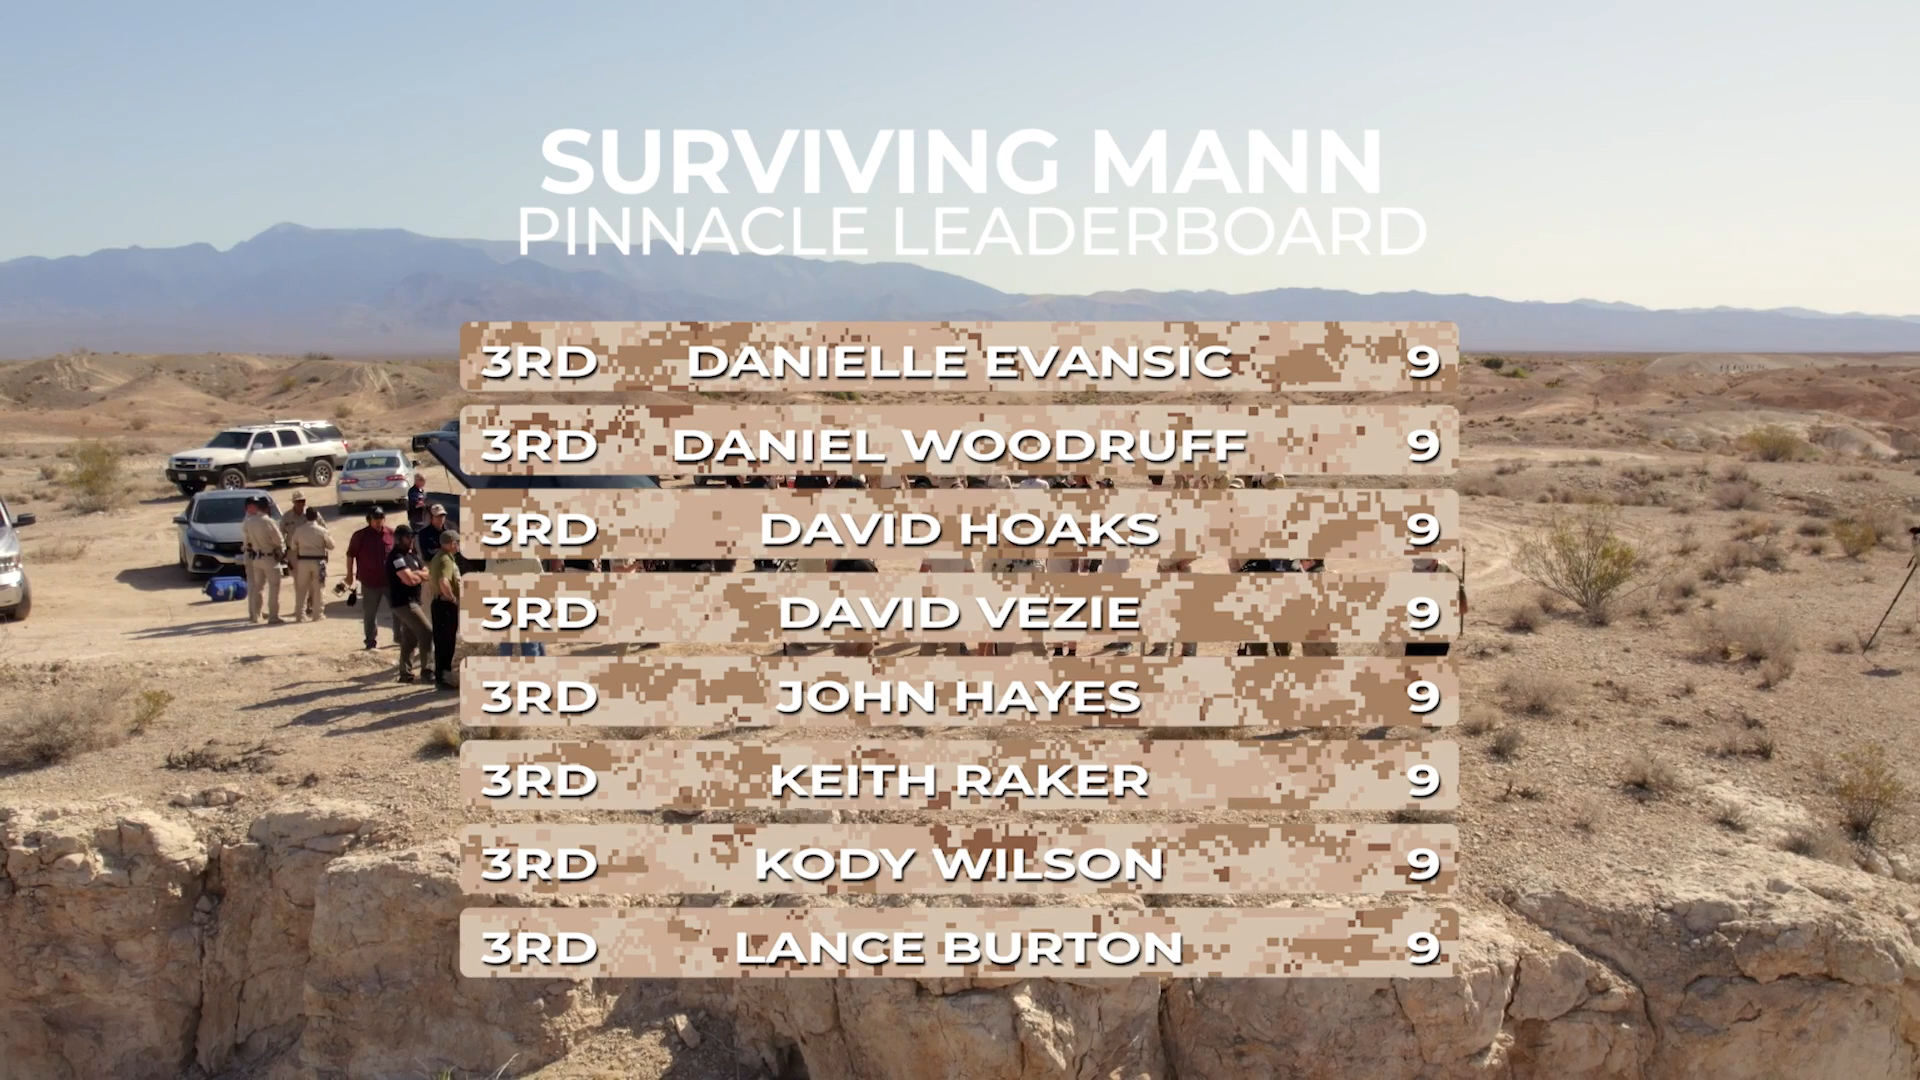 SURVIVING MANN
PINNACLE LEADERBOARD
3RD DANIELLE EVANSIC 9
3RD DANIEL WOODRUFF 9
3RD DAVID HOAKS 9
3RD DAVID VEZIE 9
3RD JOHN HAYES 9
3RD KEITH RAKER 9
3RD KODY WILSON 9
3RD LANCE BURTON 9